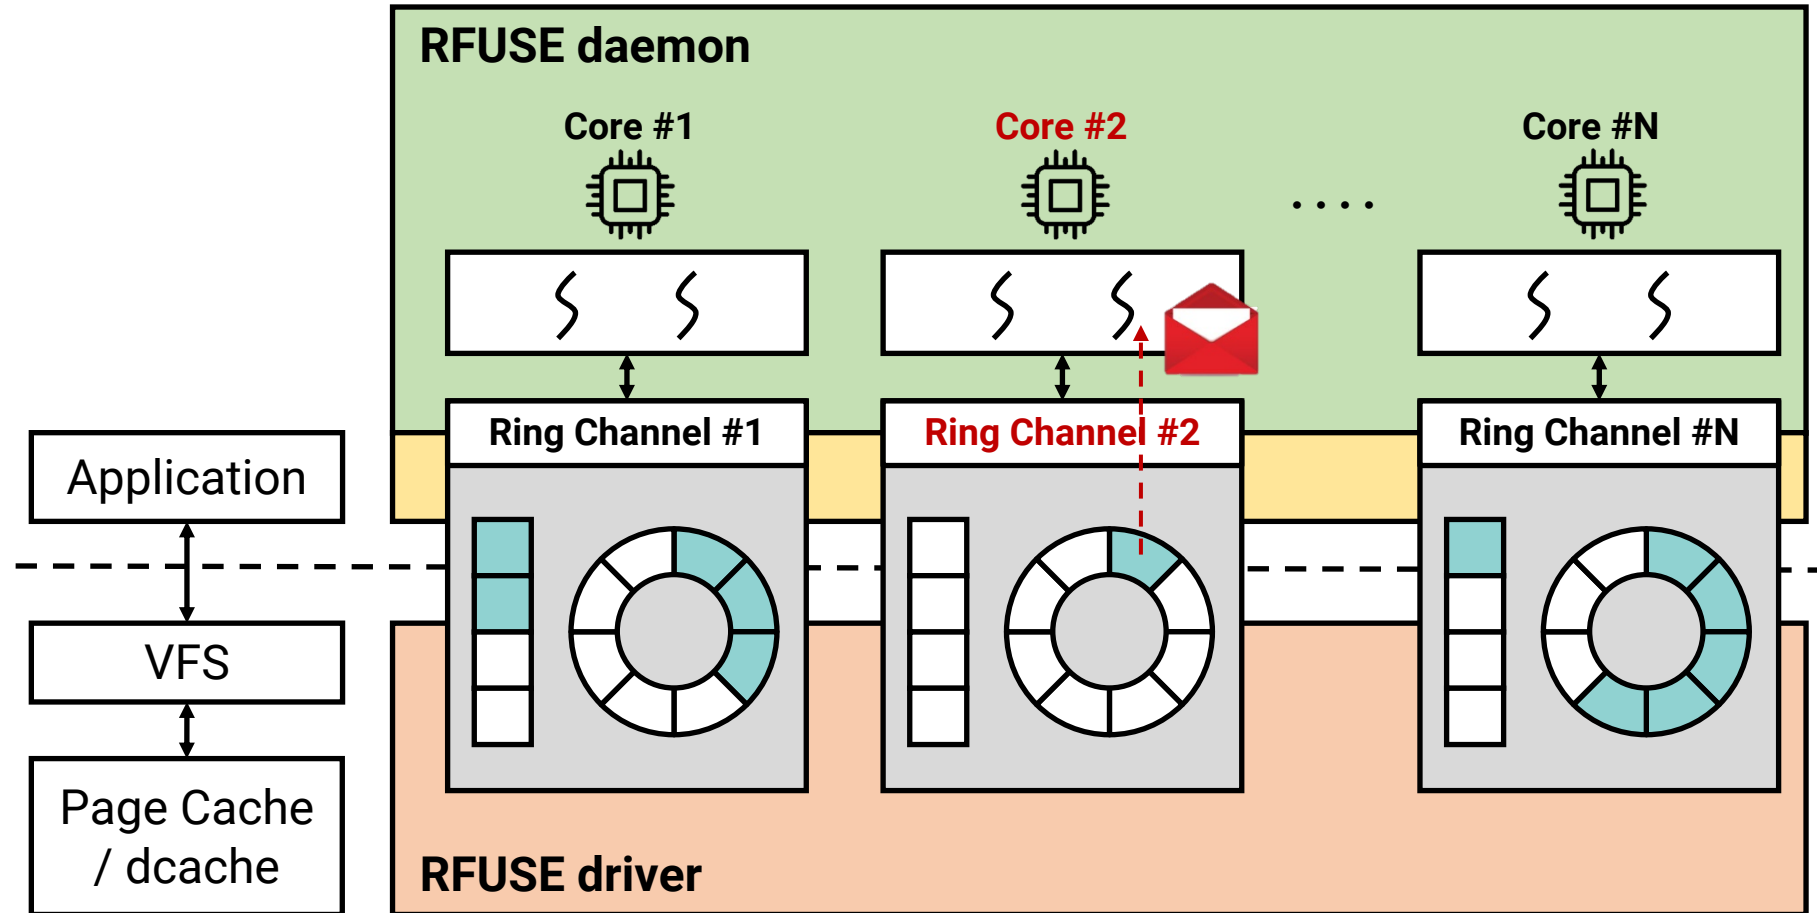 RFUSE daemon
Core #1
Core #2
Core #N
....
Ring Channel #1
Ring Channel #2
Ring Channel #N
Application
VFS
Page Cache
/ dcache
RFUSE driver